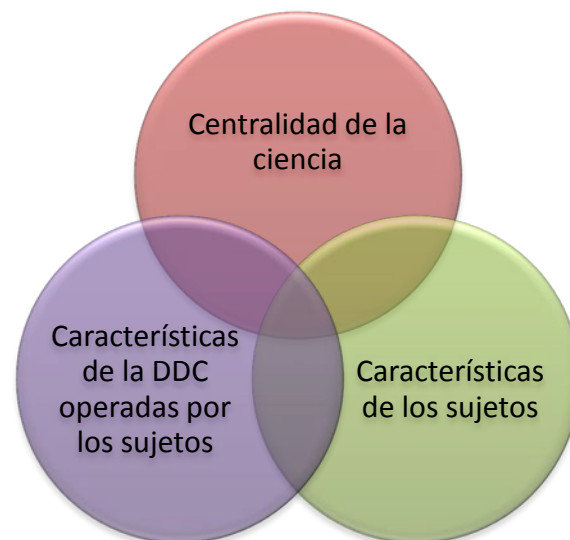 Centralidad de la
ciencia
Características
de la DDC
operadas por
los sujetos
Características
de los sujetos